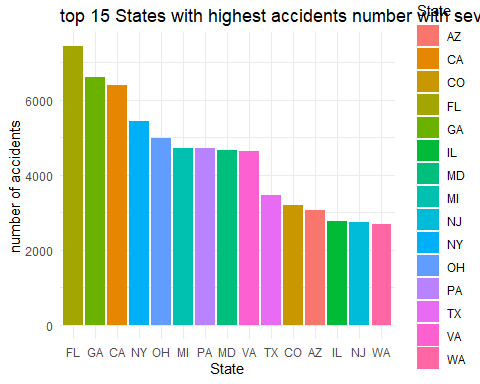 top 15 States with highest accidents number with sev
State
AZ
CA
CO
FL
GA
IL
MD
MI
NJ
NY
OH
PA
TX
VA
WA
number of accidents
6000
4000
2000
0
FL GA CA NY OH MI PA MD VA TX CO AZ IL NJ WA
State